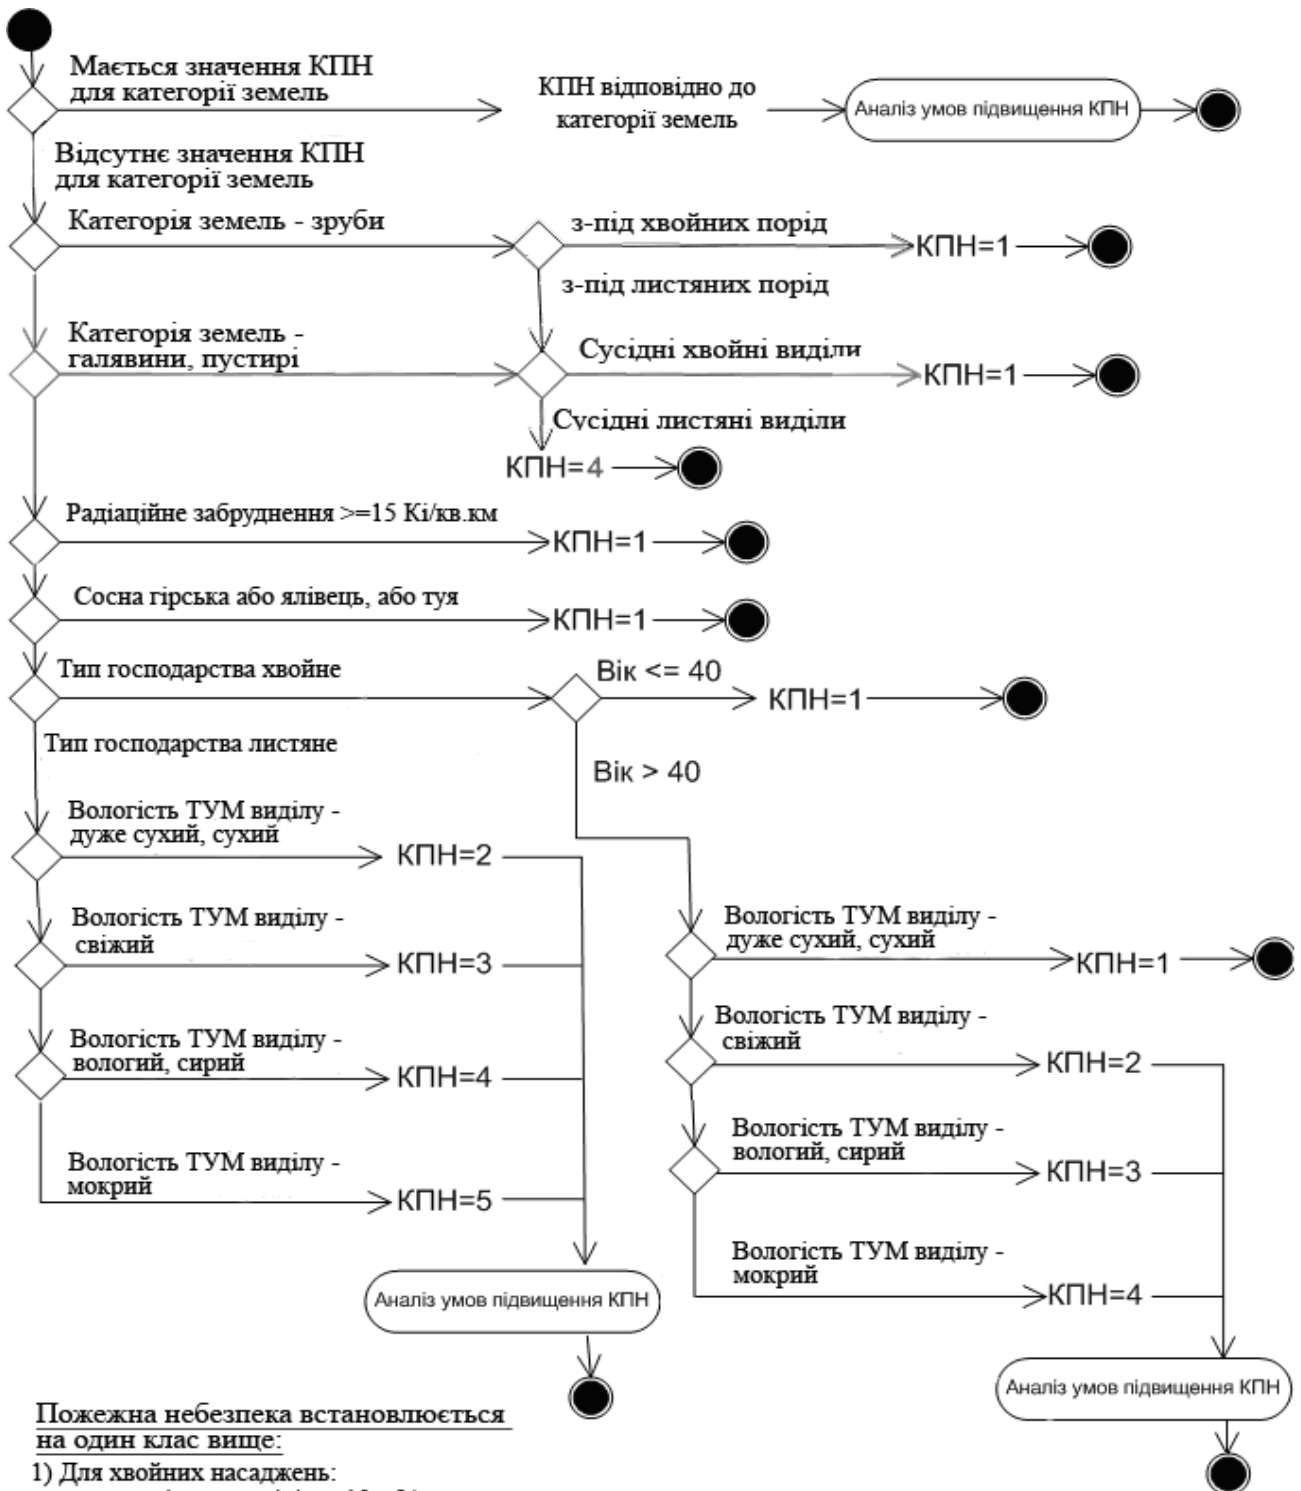 Мається значення КПН
для категорії земель
КПН відповідно до
категорії земель
Аналіз умов підвищення КПН
Відсутнє значення КПН
для категорії земель
Категорія земель - зруби
з-під хвойних порід
КПН=1
з-під листяних порід
Категорія земель -
галявини, пустирі
Сусідні хвойні виділи
КПН=1
Сусідні листяні виділи
КПН=4
Радіаційне забруднення >=15 Кі/кв.км
КПН=1
Сосна гірська або ялівець, або туя
КПН=1
Тип господарства хвойне
Вік <= 40
КПН=1
Тип господарства листяне
Вік > 40
Вологість ТУМ виділу -
дуже сухий, сухий
КПН=2
Вологість ТУМ виділу -
свіжий
КПН=3
Вологість ТУМ виділу -
вологий, сирий
КПН=4
Вологість ТУМ виділу -
мокрий
КПН=5
Аналіз умов підвищення КПН
Вологість ТУМ виділу -
дуже сухий, сухий
КПН=1
Вологість ТУМ виділу -
свіжий
КПН=2
Вологість ТУМ виділу -
вологий, сирий
КПН=3
Вологість ТУМ виділу -
мокрий
КПН=4
Аналіз умов підвищення КПН
Пожежна небезпека встановлюється
на один клас вище:
1) Для хвойних насаджень: